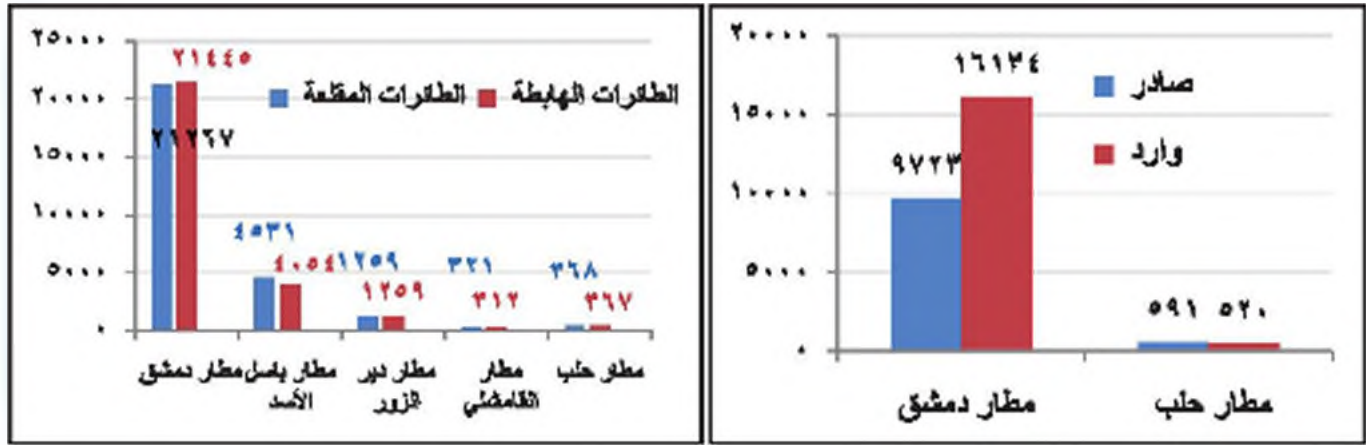 ٢٥٠٠٠
٢٠٠٠٠
١٥٠٠٠
١٠٠٠٠
٥٠٠٠
٠
الطائرات المقلعة
الطائرات الهابطة
٢١٤٤٥
٢١٢٦٧
٤٥٣١
٤٠٥٤
١٢٥٩
١٢٥٩
٣٢١
٣١٢
٣٦٨
٣٦٧
مطار دمشق
مطار باسل
الأسد
مطار دير
الزور
مطار
القامشلي
مطار حلب
٢٠٠٠٠
١٥٠٠٠
١٠٠٠٠
٥٠٠٠
٠
صادر
وارد
١٦١٣٤
٩٧٢٣
٥٩١
٥٢٠
مطار دمشق
مطار حلب